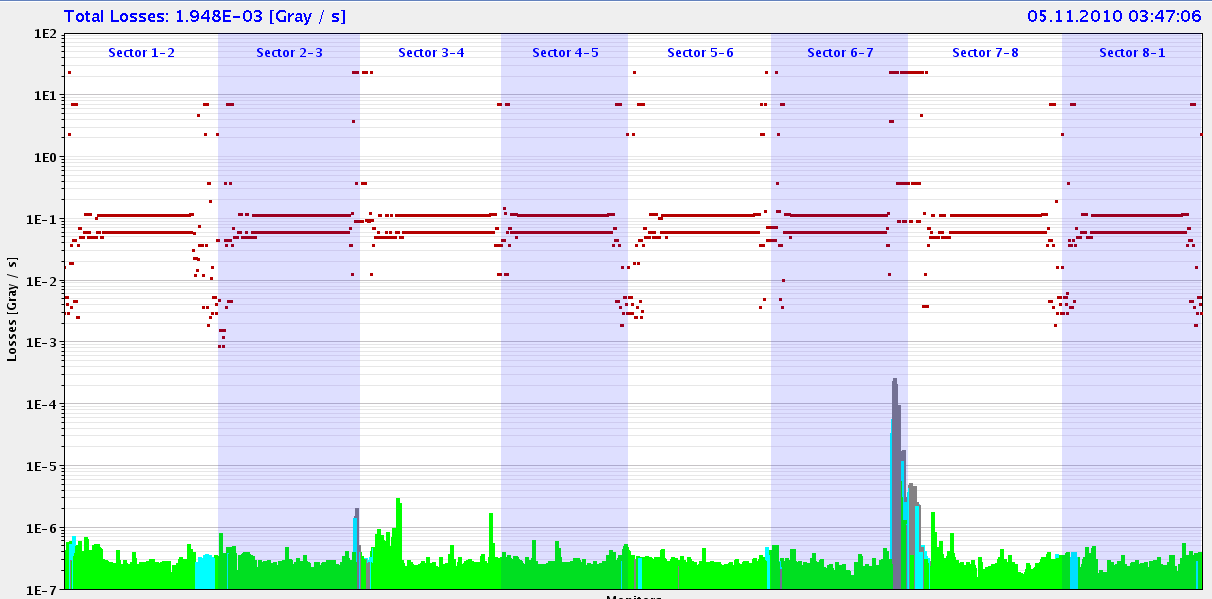 Total Losses: 1.948E-03 [Gray / s]
05.11.2010 03:47:06
Sector 1-2
Sector 2-3
Sector 3-4
Sector 4-5
Sector 5-6
Sector 6-7
Sector 7-8
Sector 8-1
1E2
1E1
1E0
1E-1
1E-2
1E-3
1E-4
1E-5
1E-6
1E-7
Losses [Gray / s]
Monitors